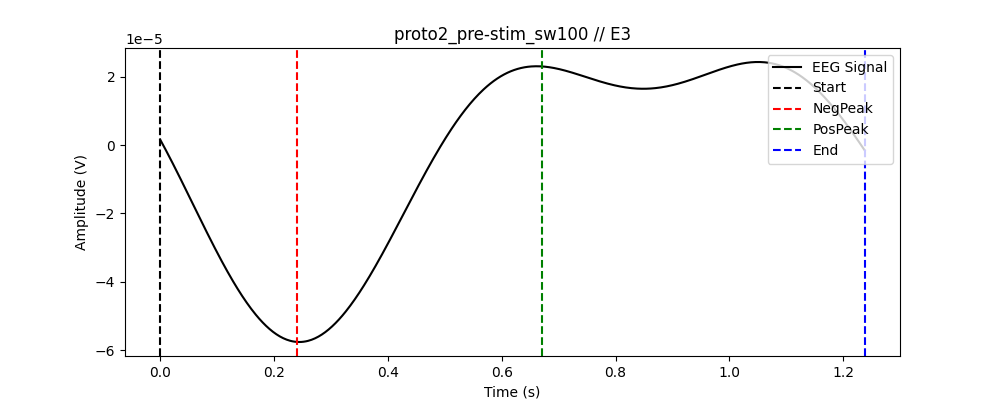 proto2_pre-stim_sw100 // E3
1e−5
2
0
−2
−4
−6
Amplitude (V)
EEG Signal
Start
NegPeak
PosPeak
End
0.0 0.2 0.4 0.6 0.8 1.0 1.2
Time (s)